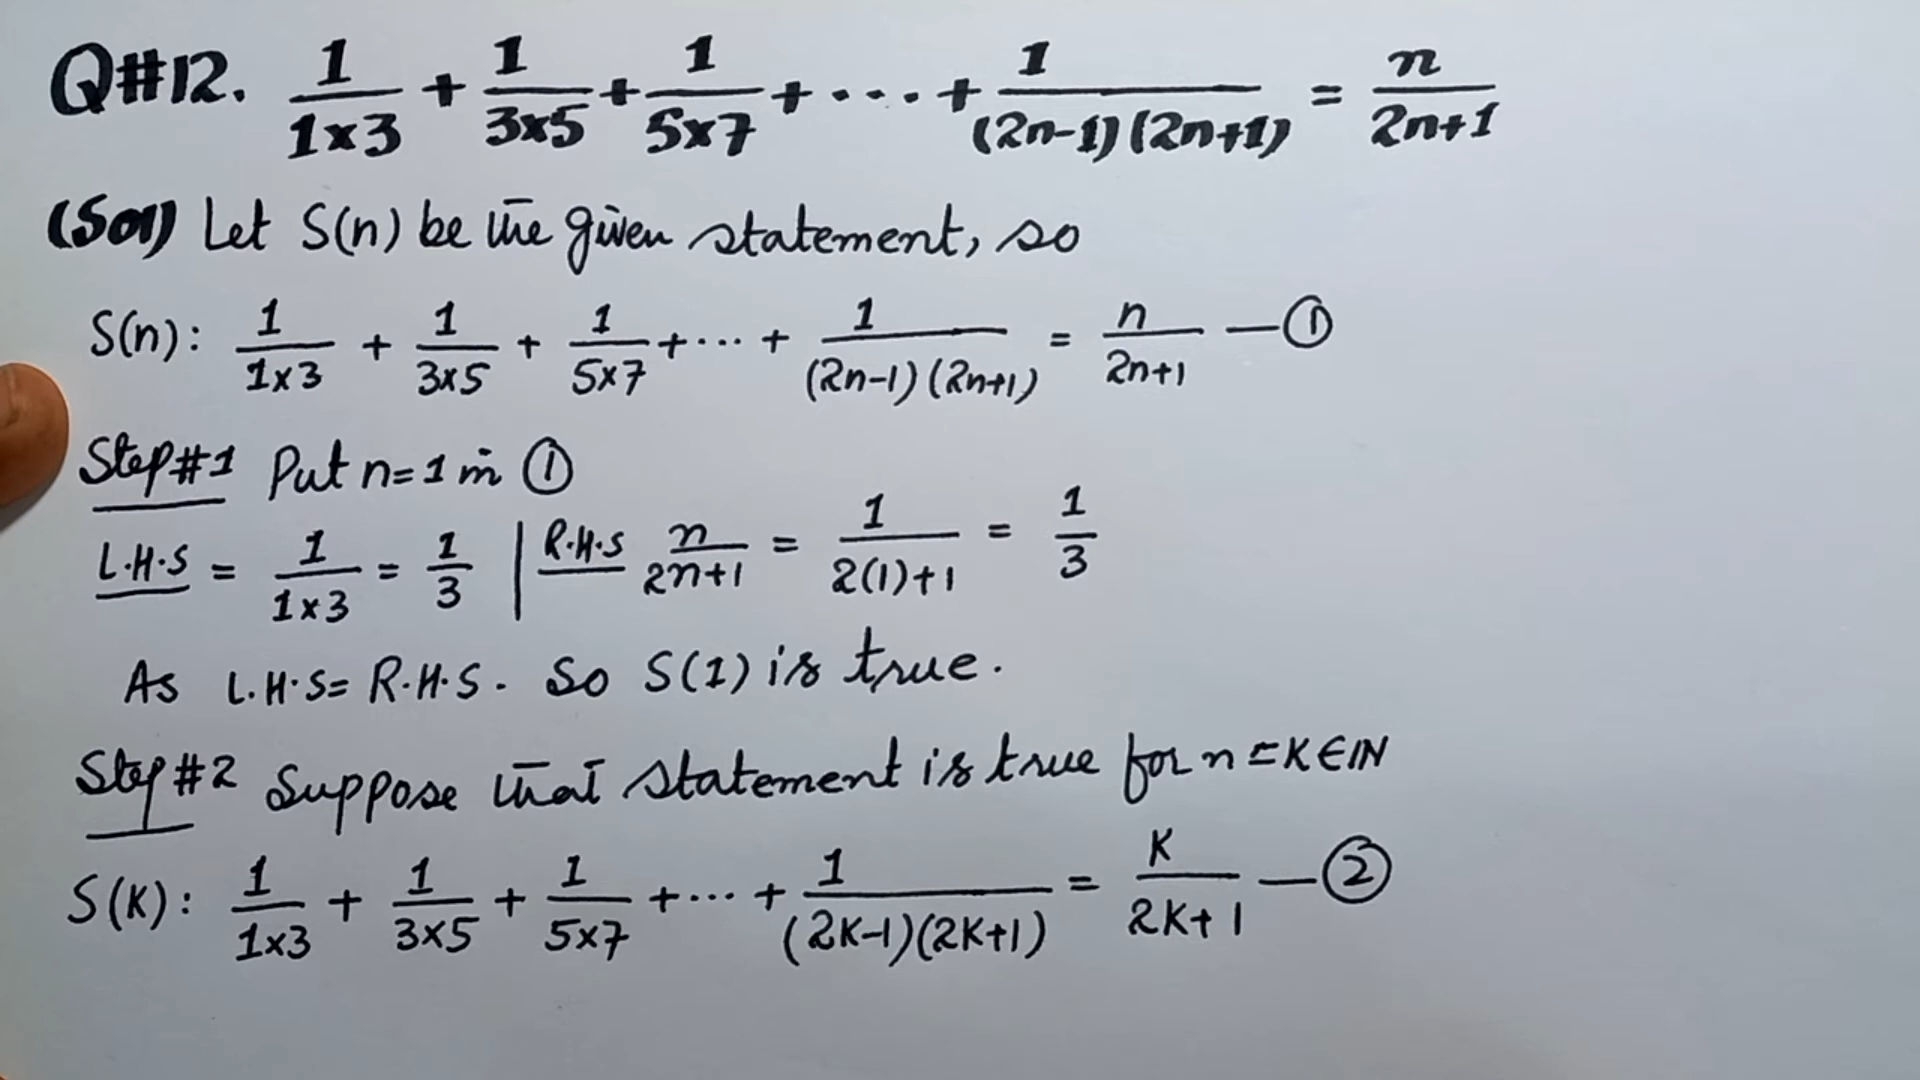 Q#12. 1/1×3 + 1/3×5 + 1/5×7 + ... + 1/(2n-1)(2n+1) = n/2n+1
(Sol) Let S(n) be the given statement, so
S(n): 1/1×3 + 1/3×5 + 1/5×7 + ... + 1/(2n-1)(2n+1) = n/2n+1 — ①
Step#1 Put n=1 in ①
L.H.S = 1/1×3 = 1/3 | R.H.S n/2n+1 = 1/2(1)+1 = 1/3
As L.H.S = R.H.S. So S(1) is true.
Step#2 Suppose that statement is true for n=K∈IN
S(K): 1/1×3 + 1/3×5 + 1/5×7 + ... + 1/(2K-1)(2K+1) = K/2K+1 — ②